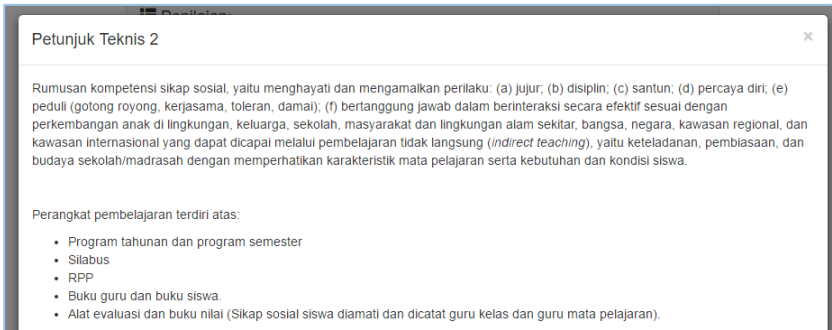 Penilaian:
Petunjuk Teknis 2
×
Rumusan kompetensi sikap sosial, yaitu menghayati dan mengamalkan perilaku: (a) jujur; (b) disiplin; (c) santun; (d) percaya diri; (e)
peduli (gotong royong, kerjasama, toleran, damai); (f) bertanggung jawab dalam berinteraksi secara efektif sesuai dengan
perkembangan anak di lingkungan, keluarga, sekolah, masyarakat dan lingkungan alam sekitar, bangsa, negara, kawasan regional, dan
kawasan internasional yang dapat dicapai melalui pembelajaran tidak langsung (indirect teaching), yaitu keteladanan, pembiasaan, dan
budaya sekolah/madrasah dengan memperhatikan karakteristik mata pelajaran serta kebutuhan dan kondisi siswa.
Perangkat pembelajaran terdiri atas:
• Program tahunan dan program semester
• Silabus
• RPP
• Buku guru dan buku siswa.
• Alat evaluasi dan buku nilai (Sikap sosial siswa diamati dan dicatat guru kelas dan guru mata pelajaran).